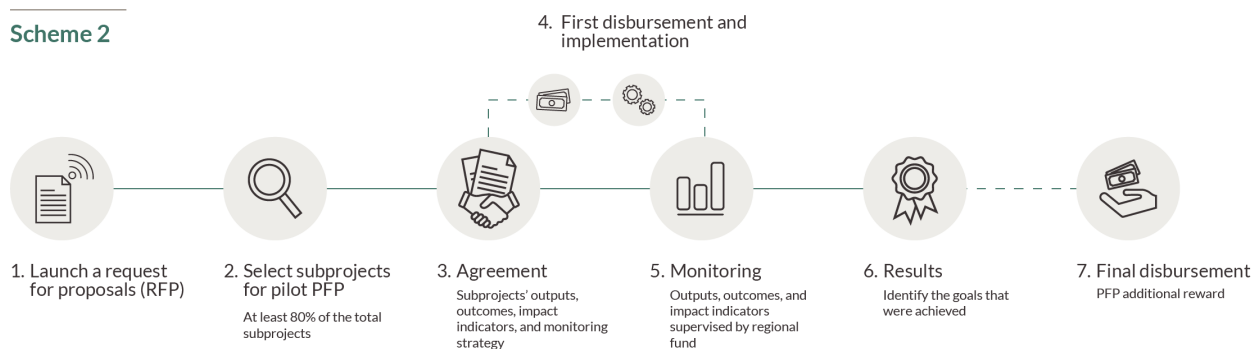 Scheme 2
4. First disbursement and
implementation
1. Launch a request
for proposals (RFP)
2. Select subprojects
for pilot PFP
At least 80% of the total
subprojects
3. Agreement
Subprojects' outputs,
outcomes, impact
indicators, and monitoring
strategy
5. Monitoring
Outputs, outcomes, and
impact indicators
supervised by regional
fund
6. Results
Identify the goals that
were achieved
7. Final disbursement
PFP additional reward